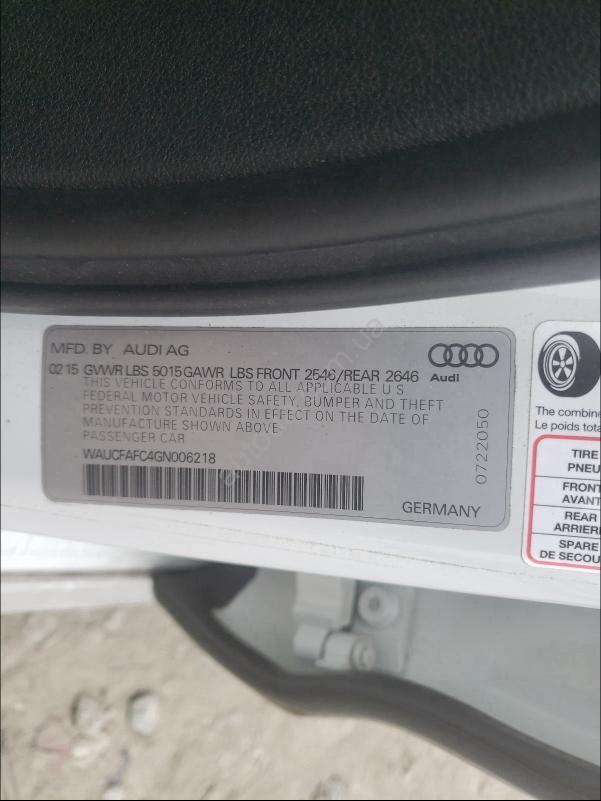 MFD. BY AUDI AG
02 15 GVWR LBS 5015 GAWR LBS FRONT 2546/REAR 2646
Audi
THIS VEHICLE CONFORMS TO ALL APPLICABLE U.S.
FEDERAL MOTOR VEHICLE SAFETY, BUMPER AND THEFT
PREVENTION STANDARDS IN EFFECT ON THE DATE OF
MANUFACTURE SHOWN ABOVE
PASSENGER CAR
WAUCFAFC4GN006218
0722050
GERMANY
The combine
Le poids tota
TIRE
PNEU
FRONT
AVANT
REAR
ARRIERE
SPARE
DE SECOU